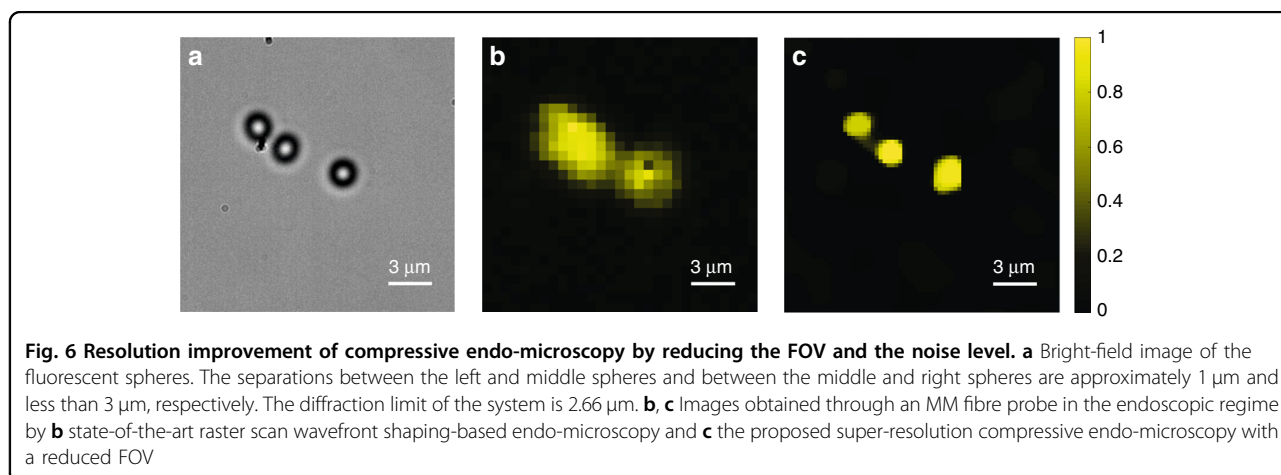 a
b
c
3 μm
3 μm
3 μm
1
0.8
0.6
0.4
0.2
0
Fig. 6 Resolution improvement of compressive endo-microscopy by reducing the FOV and the noise level. a Bright-field image of the
fluorescent spheres. The separations between the left and middle spheres and between the middle and right spheres are approximately 1 μm and
less than 3 μm, respectively. The diffraction limit of the system is 2.66 μm. b, c Images obtained through an MM fibre probe in the endoscopic regime
by b state-of-the-art raster scan wavefront shaping-based endo-microscopy and c the proposed super-resolution compressive endo-microscopy with
a reduced FOV